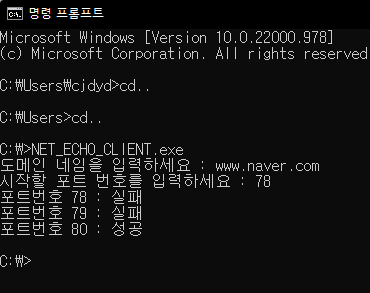 명령 프롬프트
Microsoft Windows [Version 10.0.22000.978]
(c) Microsoft Corporation. All rights reserved
C:\Users\cjdyd>cd..
C:\Users>cd..
C:\>NET_ECHO_CLIENT.exe
도메인 네임을 입력하세요 : www.naver.com
시작할 포트 번호를 입력하세요 : 78
포트번호 78 : 실패
포트번호 79 : 실패
포트번호 80 : 성공
C:\>